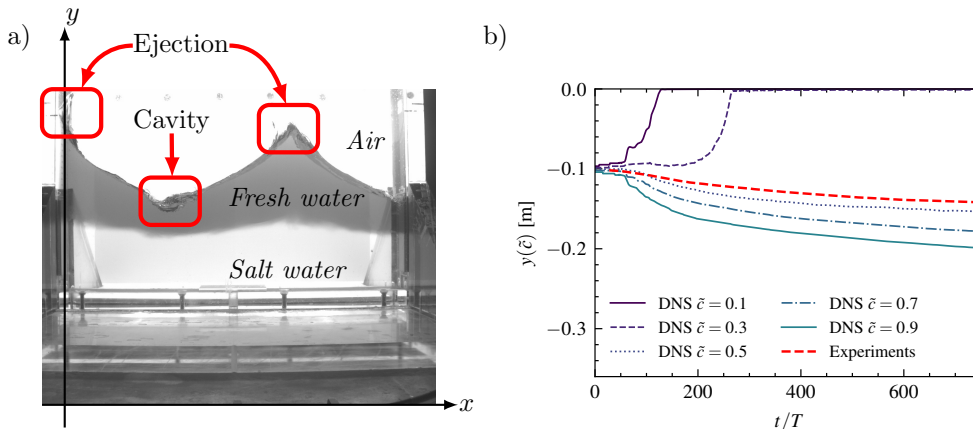 a)
y
Ejection
Cavity
Air
Fresh water
Salt water
x
b)
0.0
−0.1
−0.2
−0.3
y(c̃) [m]
DNS c̃ = 0.1
DNS c̃ = 0.3
DNS c̃ = 0.5
DNS c̃ = 0.7
DNS c̃ = 0.9
Experiments
0 200 400 600
t/T